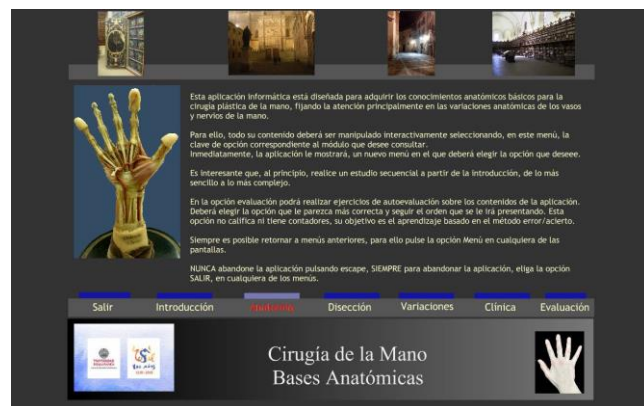 Esta aplicación informática está diseñada para adquirir los conocimientos anatómicos básicos para la
cirugía plástica de la mano, fijando la atención principalmente en las variaciones anatómicas de los vasos
y nervios de la mano.
Para ello, todo su contenido deberá ser manipulado interactivamente seleccionando, en este menú, la
clave de opción correspondiente al módulo que desee consultar.
Inmediatamente, la aplicación le mostrará, un nuevo menú en el que deberá elegir la opción que deseee.
Es interesante que, al principio, realice un estudio secuencial a partir de la introducción, de lo más
sencillo a lo más complejo.
En la opción evaluación podrá realizar ejercicios de autoevaluación sobre los contenidos de la aplicación.
Deberá elegir la opción que le parezca más correcta y seguir el orden que se le irá presentando. Esta
opción no califica ni tiene contadores, su objetivo es el aprendizaje basado en el método error/acierto.
Siempre es posible retornar a menús anteriores, para ello pulse la opción Menú en cualquiera de las
pantallas.
NUNCA abandone la aplicación pulsando escape, SIEMPRE para abandonar la aplicación, eliga la opción
SALIR, en cualquiera de los menús.
Salir Introducción Disección Variaciones Clínica Evaluación
Cirugía de la Mano
Bases Anatómicas